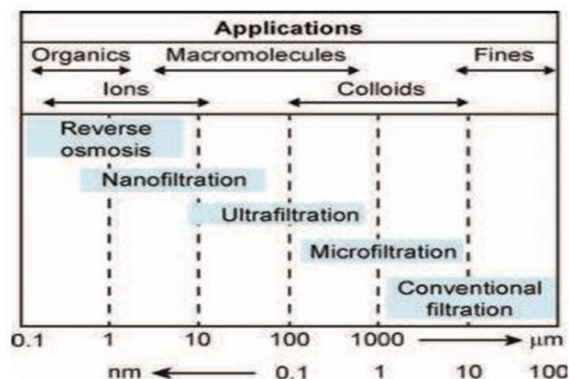 Applications
Organics Macromolecules Fines
Ions Colloids
Reverse
osmosis
Nanofiltration
Ultrafiltration
Microfiltration
Conventional
filtration
0.1 1 10 100 1000 μm
nm 0.1 1 10 100